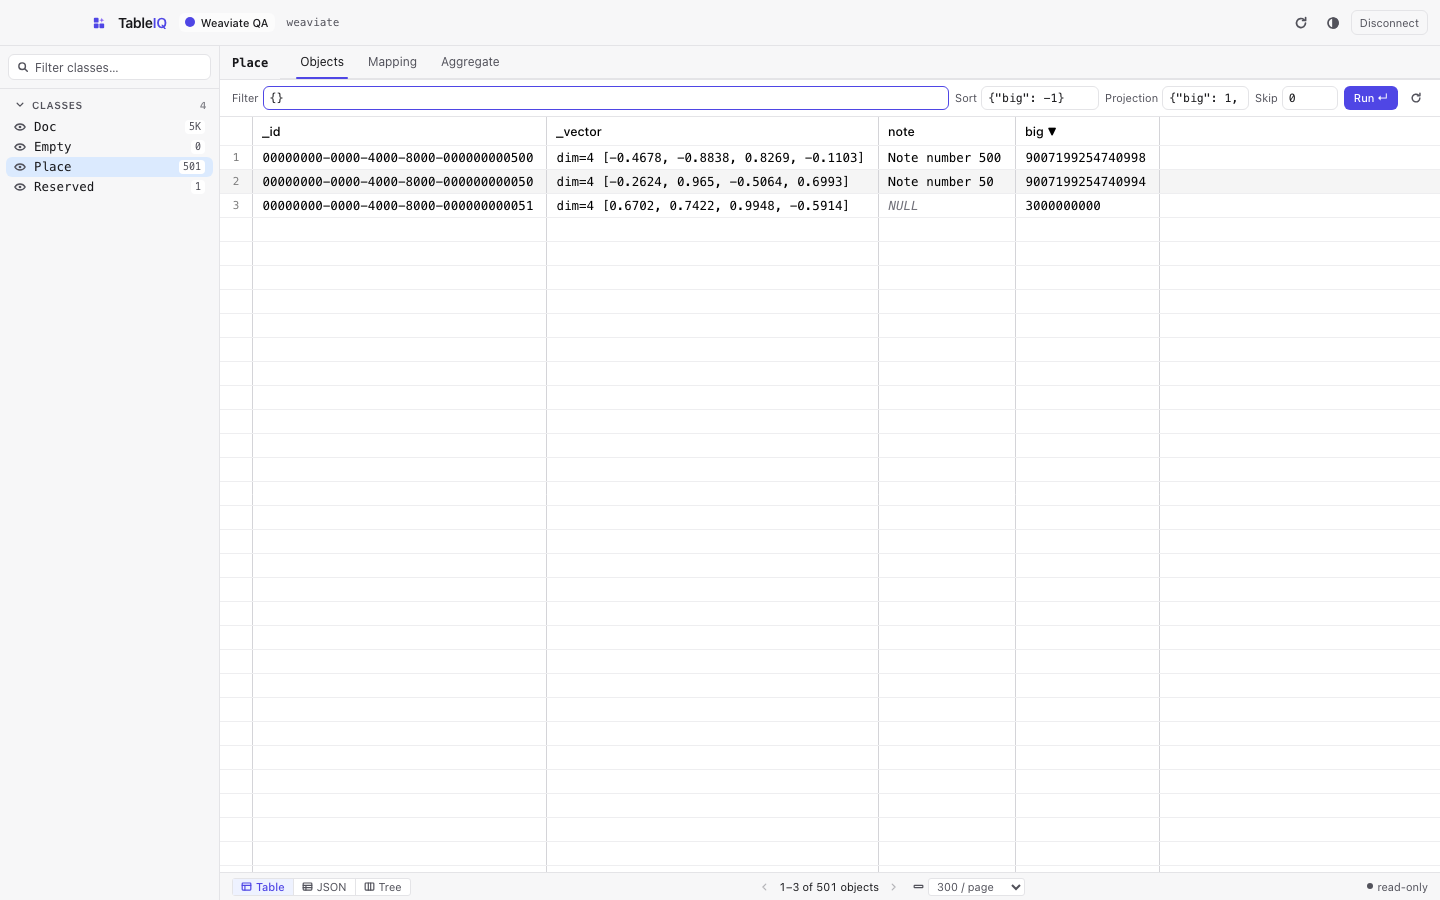 TableIQ Weaviate QA weaviate Disconnect
Filter classes...
CLASSES 4
Doc 5K
Empty 0
Place 501
Reserved 1
Place Objects Mapping Aggregate
Filter {} Sort {"big": −1} Projection {"big": 1, Skip 0 Run ↵
_id _vector note big ▼
1 00000000−0000−4000−8000−000000000500 dim=4 [−0.4678, −0.8838, 0.8269, −0.1103] Note number 500 9007199254740998
2 00000000−0000−4000−8000−000000000050 dim=4 [−0.2624, 0.965, −0.5064, 0.6993] Note number 50 9007199254740994
3 00000000−0000−4000−8000−000000000051 dim=4 [0.6702, 0.7422, 0.9948, −0.5914] NULL 3000000000
Table JSON Tree ‹ 1–3 of 501 objects › 300 / page read-only